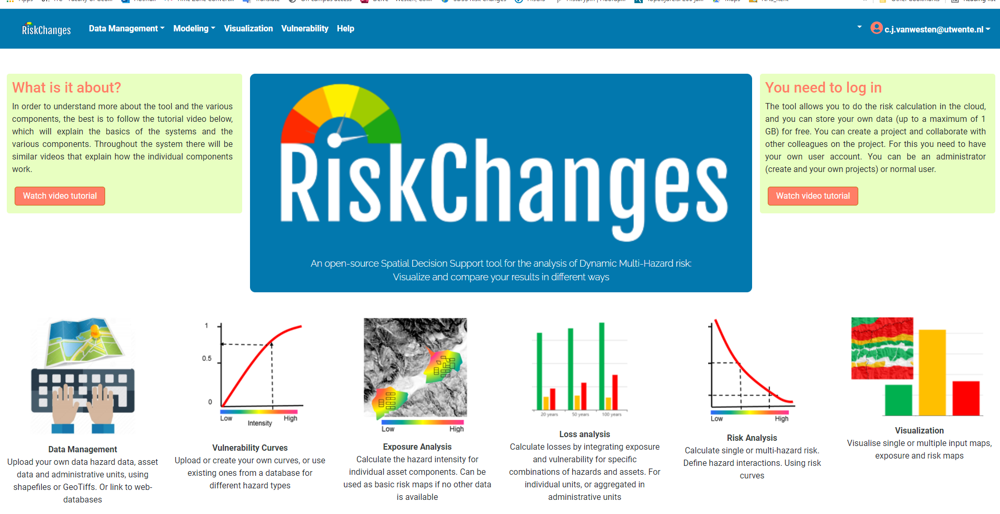 Apps
Hotmail
Translate
Off campus access
SDSS Risk Changes
Maps
Other bookmarks
Reading list
RiskChanges
Data Management
Modeling
Visualization
Vulnerability
Help
c.j.vanwesten@utwente.nl
What is it about?
In order to understand more about the tool and the various
components, the best is to follow the tutorial video below,
which will explain the basics of the systems and the
various components. Throughout the system there will be
similar videos that explain how the individual components
work.
Watch video tutorial
RiskChanges
An open-source Spatial Decision Support tool for the analysis of Dynamic Multi-Hazard risk:
Visualize and compare your results in different ways
You need to log in
The tool allows you to do the risk calculation in the cloud,
and you can store your own data (up to a maximum of 1
GB) for free. You can create a project and collaborate with
other colleagues on the project. For this you need to have
your own user account. You can be an administrator
(create and your own projects) or normal user.
Watch video tutorial
Data Management
Upload your own data hazard data, asset
data and administrative units, using
shapefiles or GeoTiffs. Or link to web-
databases
1
0.5
0
Low
Intensity
High
Vulnerability Curves
Upload or create your own curves, or use
existing ones from a database for
different hazard types
Low
High
Exposure Analysis
Calculate the hazard intensity for
individual asset components. Can be
used as basic risk maps if no other data
is available
20 years
50 years
100 years
Loss analysis
Calculate losses by integrating exposure
and vulnerability for specific
combinations of hazards and assets. For
individual units, or aggregated in
administrative units
Low
High
Risk Analysis
Calculate single or multi-hazard risk.
Define hazard interactions. Using risk
curves
Visualization
Visualise single or multiple input maps,
exposure and risk maps